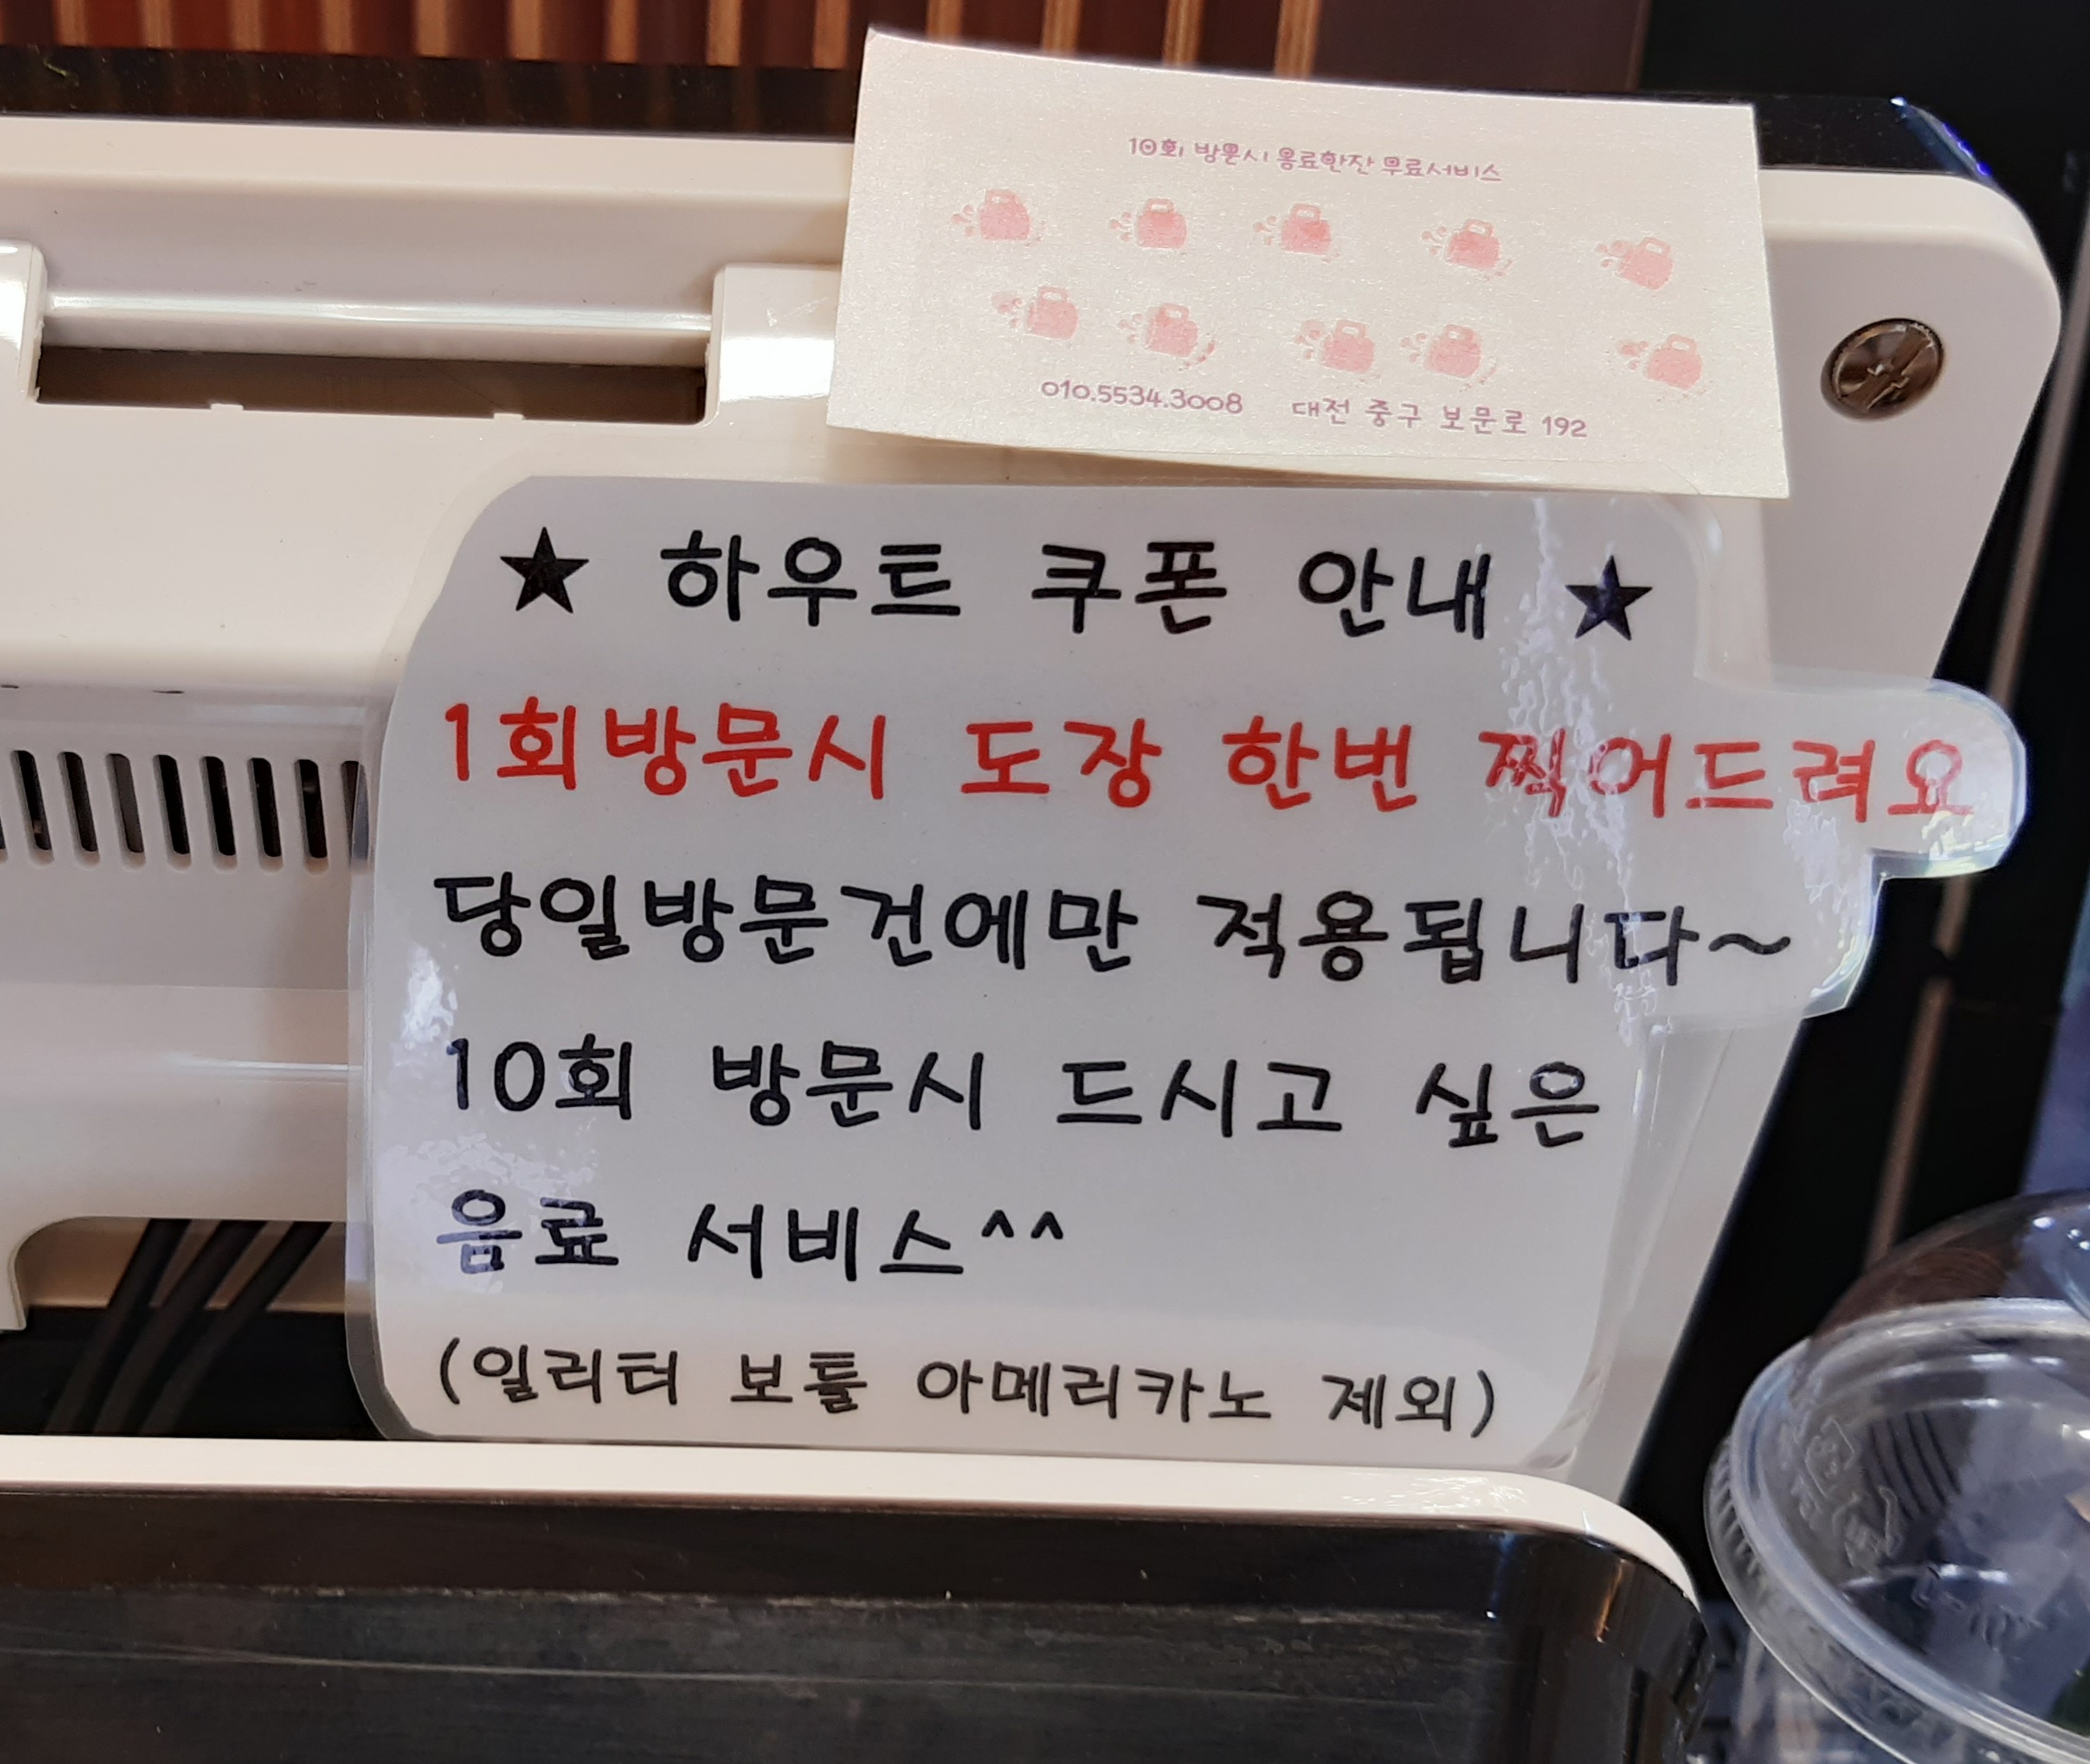 10회 방문시 음료한잔 무료서비스
010.5534.3008 대전 중구 보문로 192
★ 하우트 쿠폰 안내 ★
1회방문시 도장 한번 찍어드려요
당일방문건에만 적용됩니다~
10회 방문시 드시고 싶은
음료 서비스^^
(일리터 보틀 아메리카노 제외)